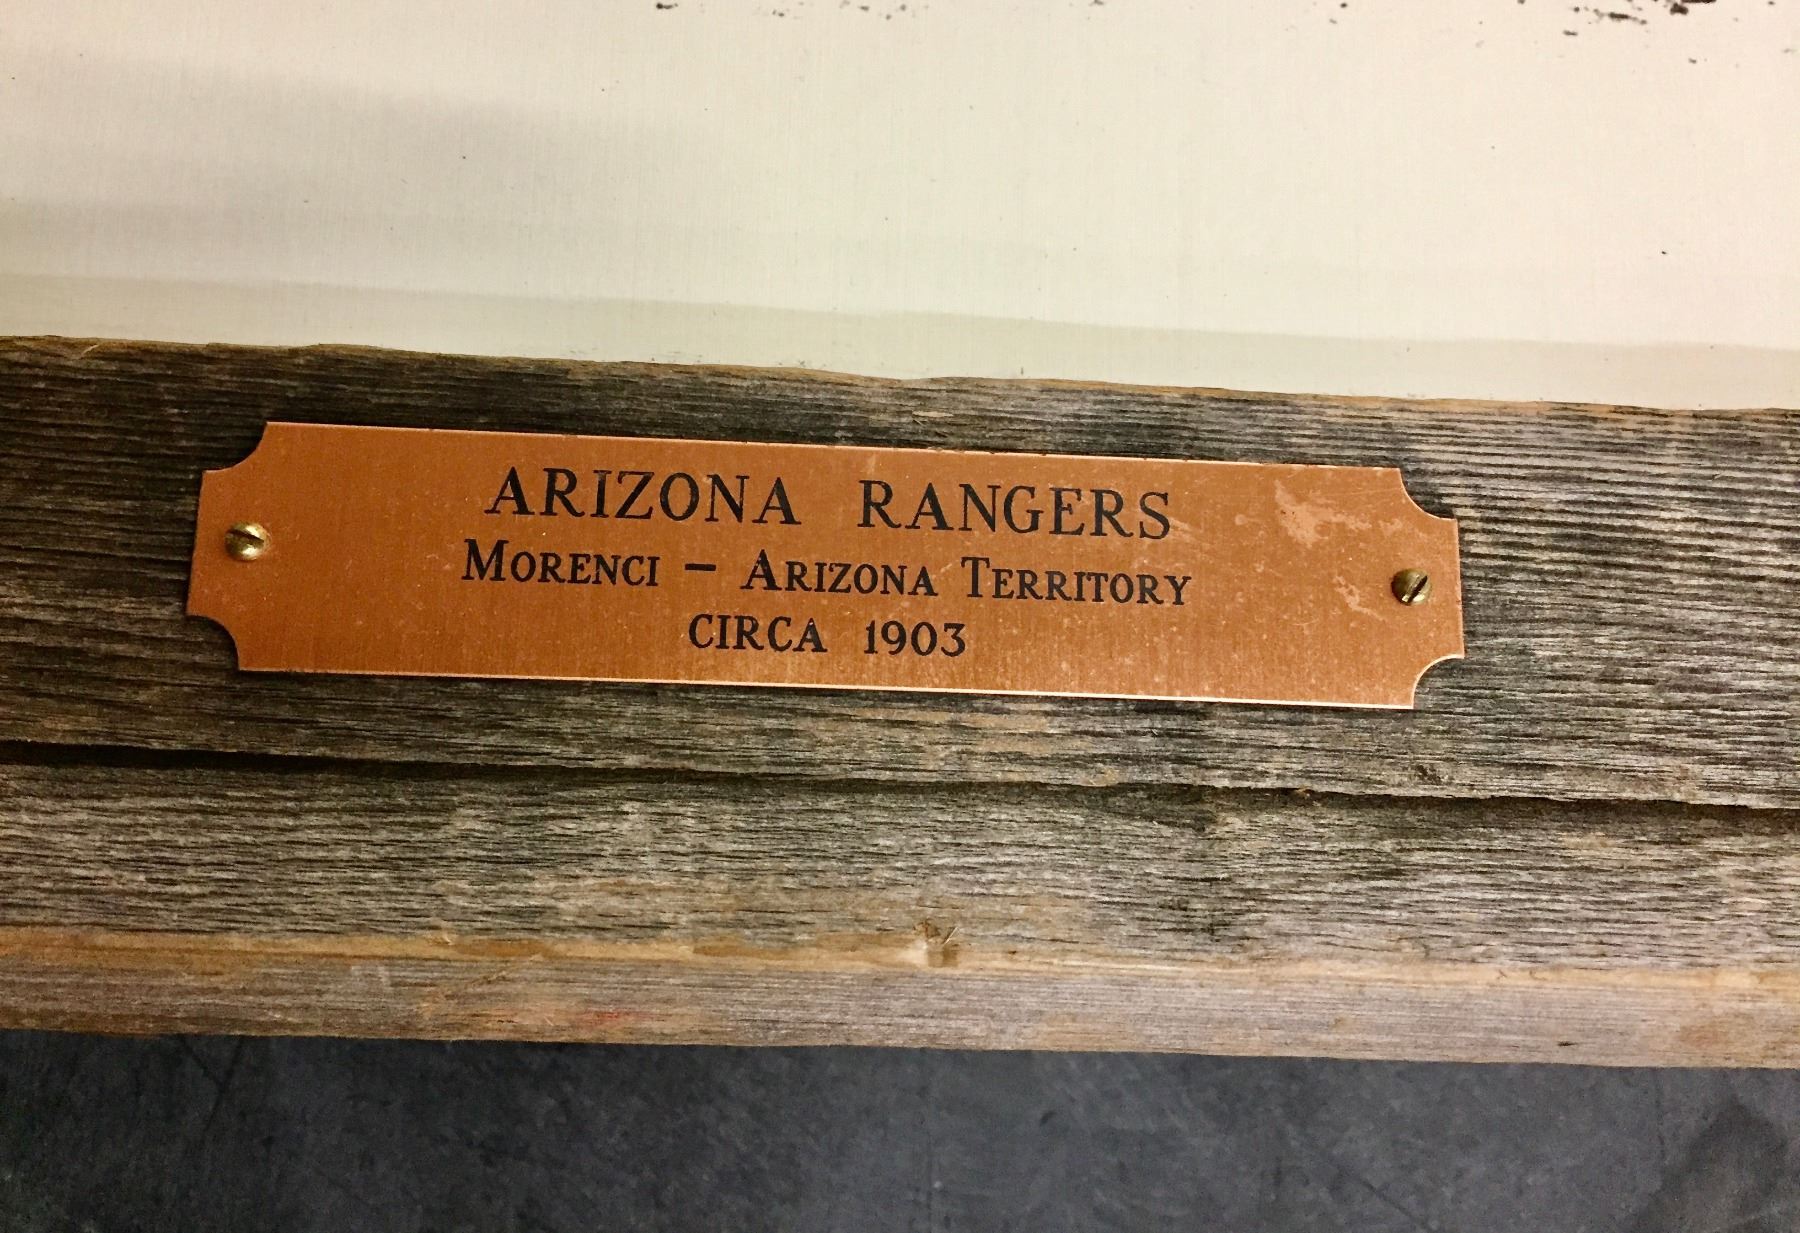 ARIZONA RANGERS
MORENCI – ARIZONA TERRITORY
CIRCA 1903